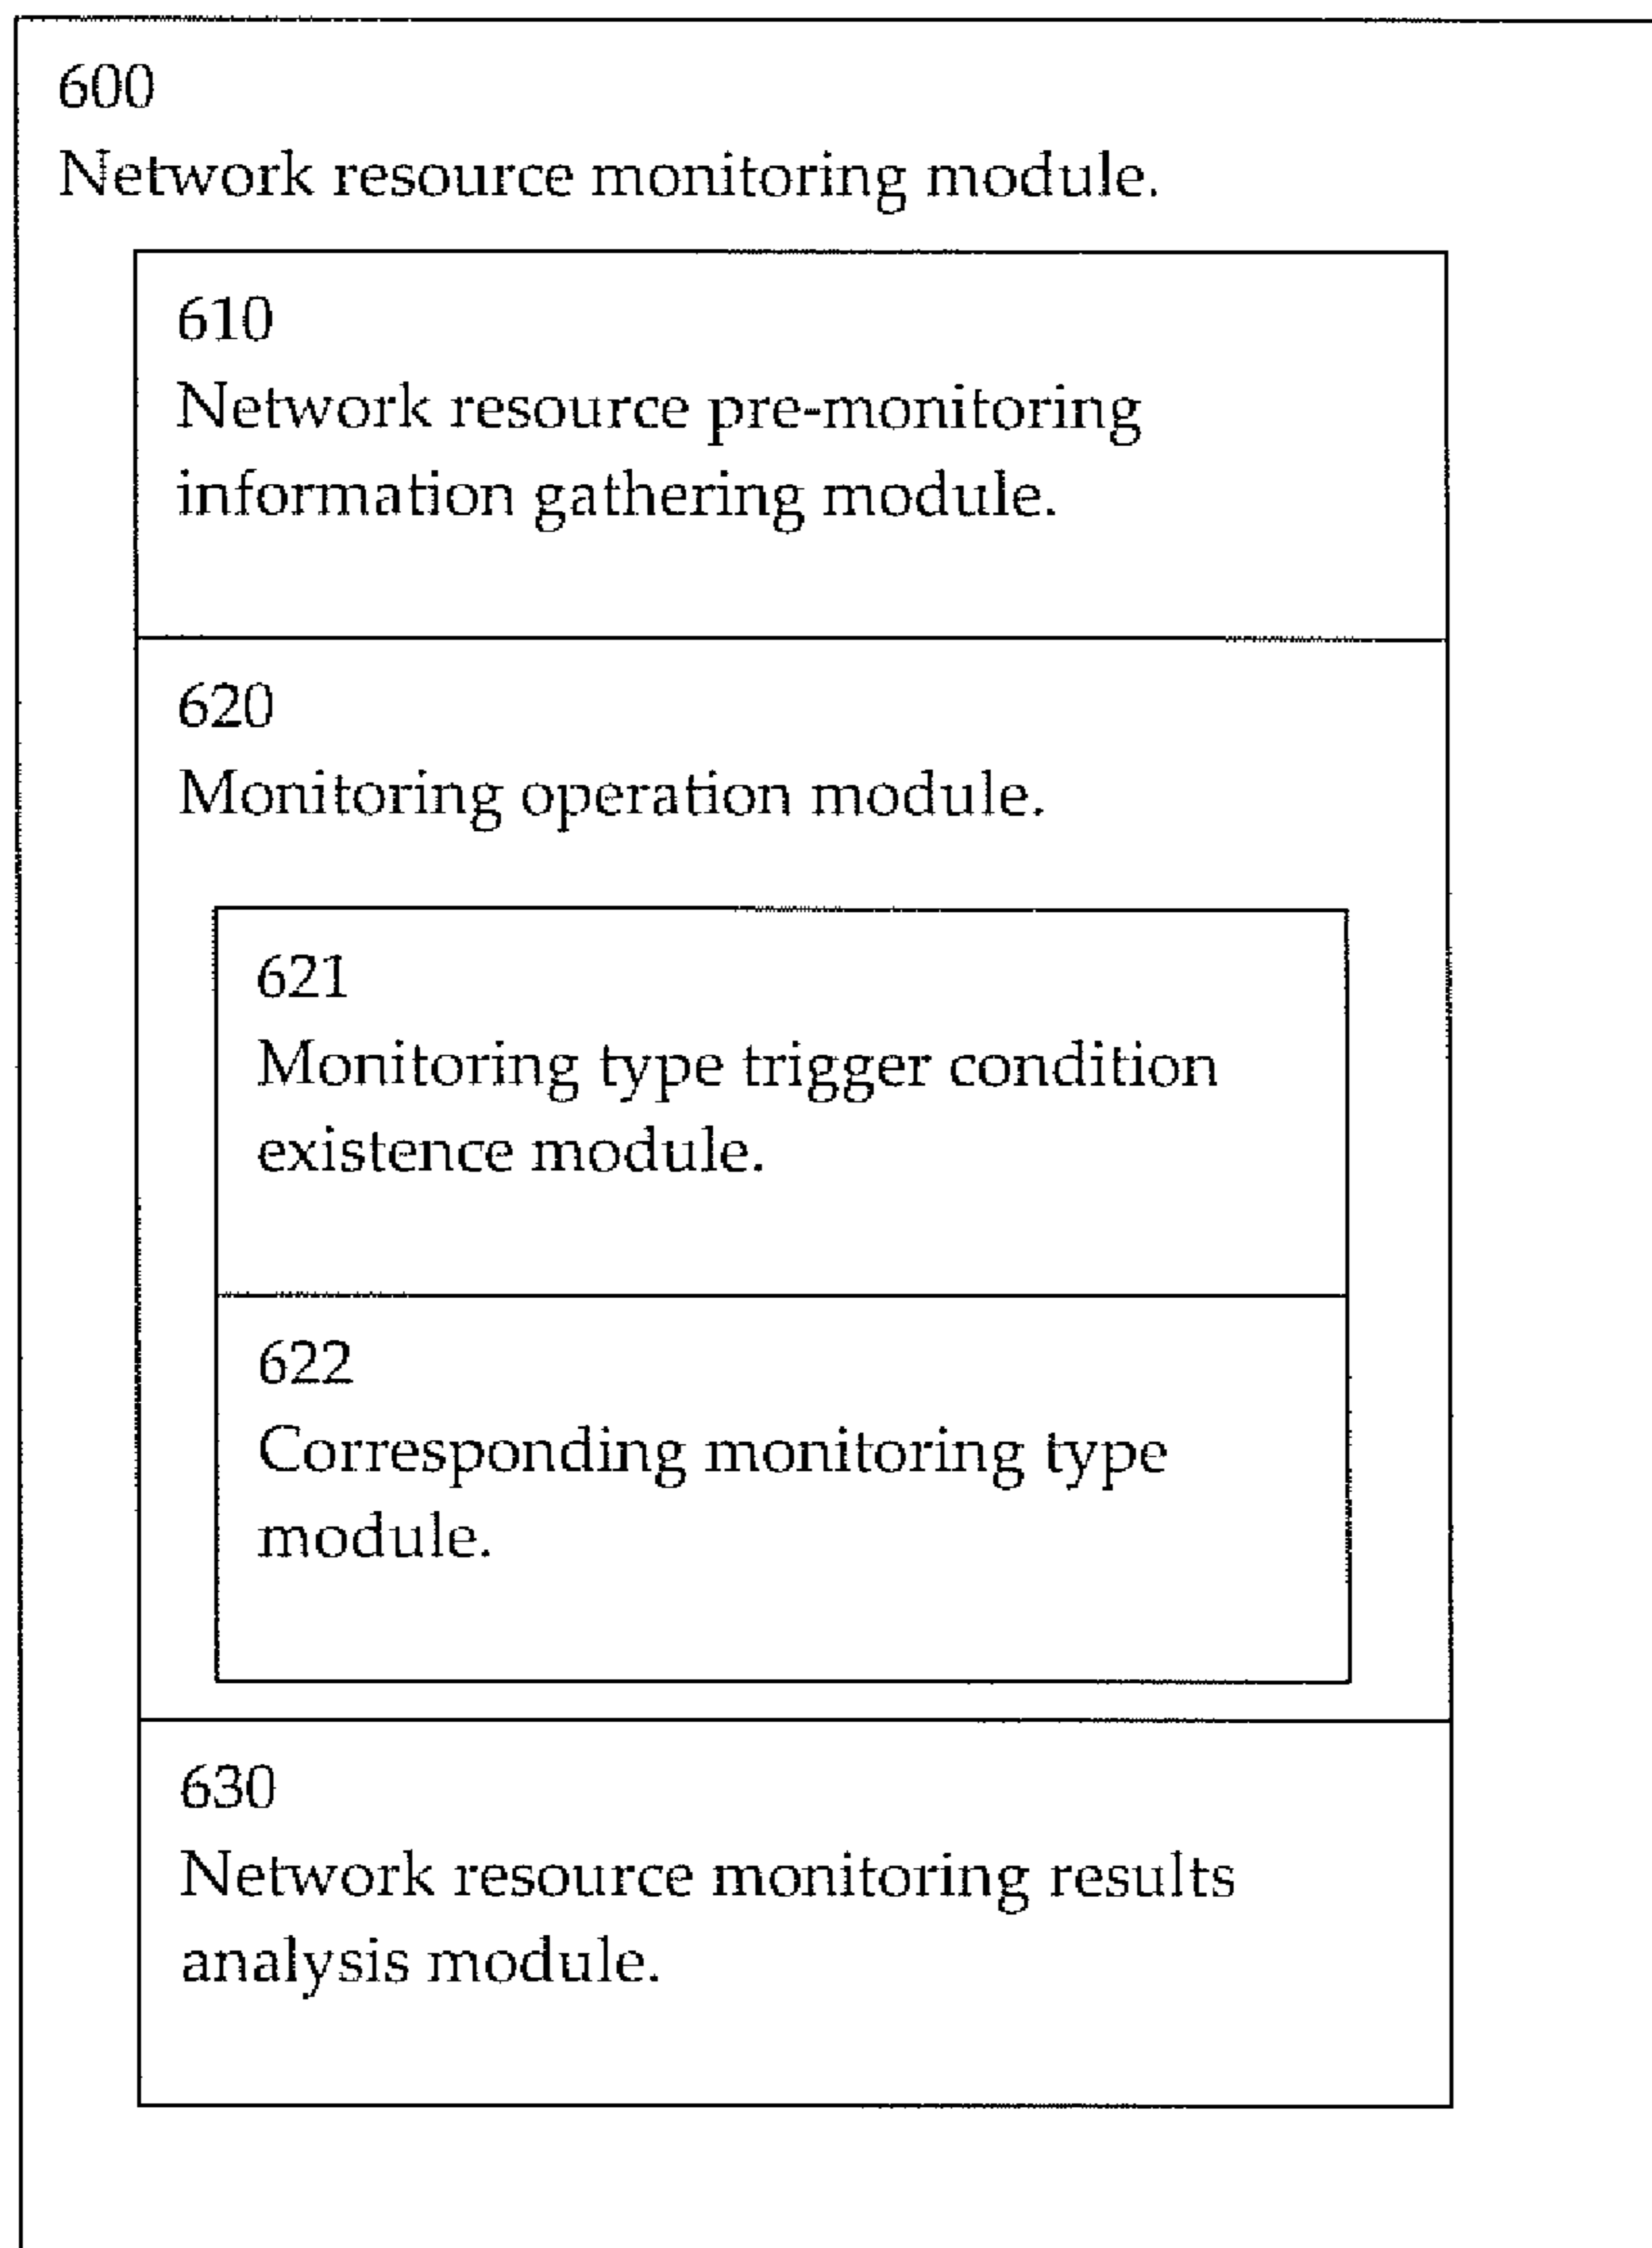 600
Network resource monitoring module.
610
Network resource pre-monitoring
information gathering module.
620
Monitoring operation module.
621
Monitoring type trigger condition
existence module.
622
Corresponding monitoring type
module.
630
Network resource monitoring results
analysis module.